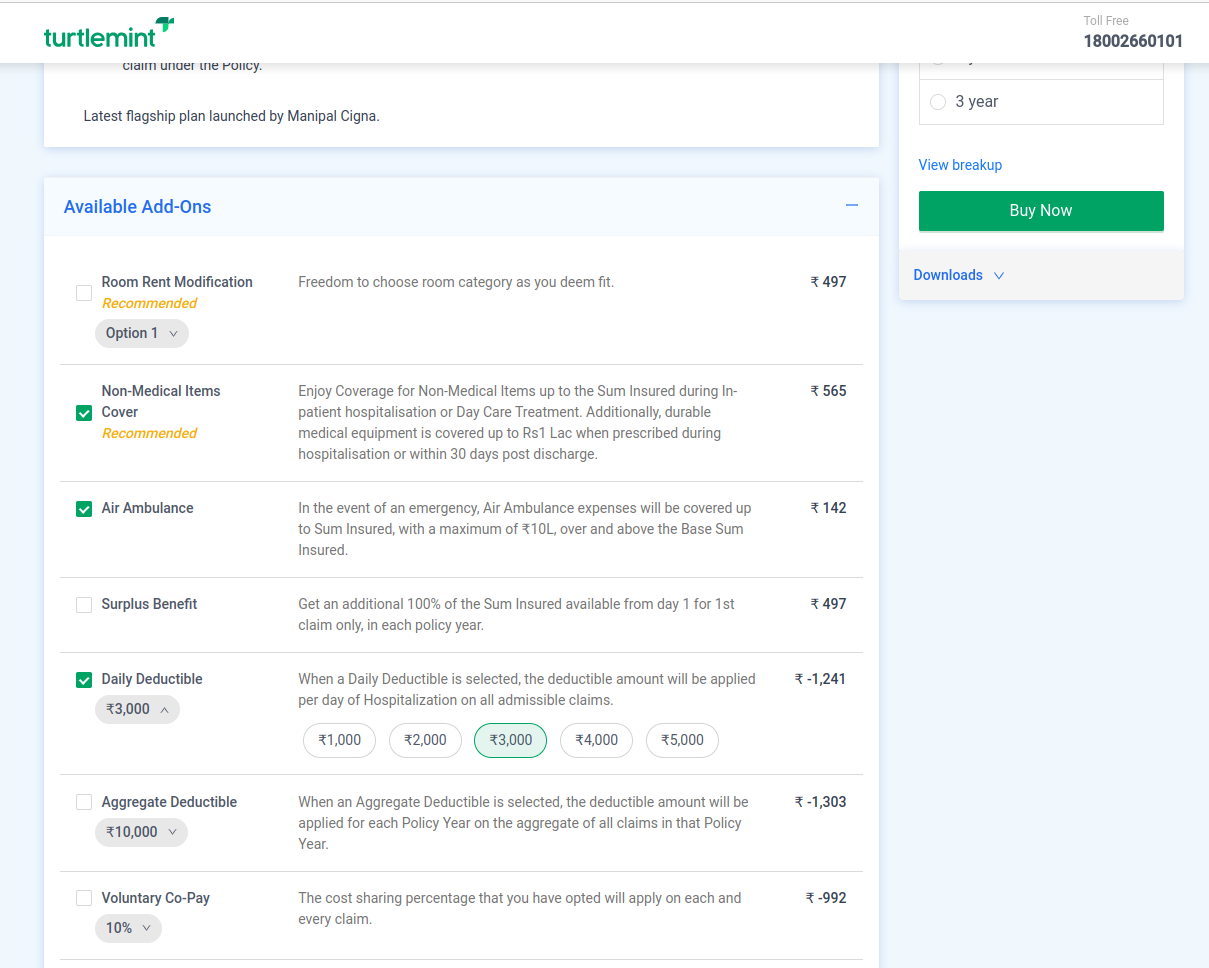 turtlemint
Toll Free
18002660101
claim under the Policy.
Latest flagship plan launched by Manipal Cigna.
3 year
View breakup
Buy Now
Downloads
Available Add-Ons
Room Rent Modification
Recommended
Option 1
Freedom to choose room category as you deem fit.
₹ 497
Non-Medical Items
Cover
Recommended
Enjoy Coverage for Non-Medical Items up to the Sum Insured during In-
patient hospitalisation or Day Care Treatment. Additionally, durable
medical equipment is covered up to Rs1 Lac when prescribed during
hospitalisation or within 30 days post discharge.
₹ 565
Air Ambulance
In the event of an emergency, Air Ambulance expenses will be covered up
to Sum Insured, with a maximum of ₹10L, over and above the Base Sum
Insured.
₹ 142
Surplus Benefit
Get an additional 100% of the Sum Insured available from day 1 for 1st
claim only, in each policy year.
₹ 497
Daily Deductible
₹3,000
When a Daily Deductible is selected, the deductible amount will be applied
per day of Hospitalization on all admissible claims.
₹ -1,241
₹1,000 ₹2,000 ₹3,000 ₹4,000 ₹5,000
Aggregate Deductible
₹10,000
When an Aggregate Deductible is selected, the deductible amount will be
applied for each Policy Year on the aggregate of all claims in that Policy
Year.
₹ -1,303
Voluntary Co-Pay
10%
The cost sharing percentage that you have opted will apply on each and
every claim.
₹ -992